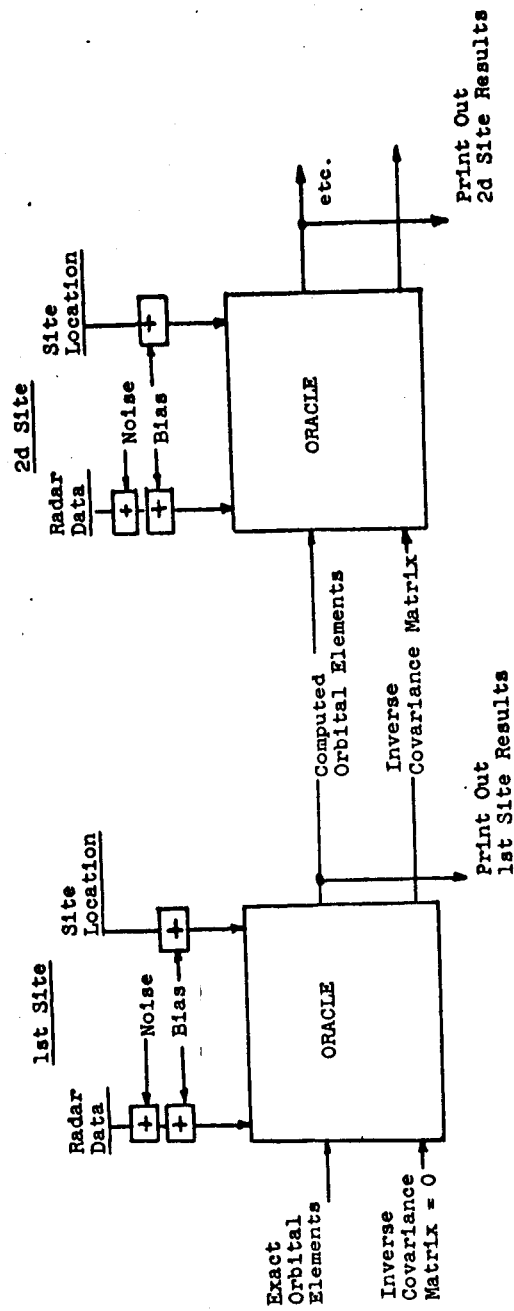 1st Site
Radar
Data
Site
Location
+
Noise
+
Bias
+
Exact
Orbital
Elements
ORACLE
Inverse
Covariance
Matrix = 0
Computed
Orbital Elements
Inverse
Covariance Matrix
Print Out
1st Site Results
2d Site
Radar
Data
Site
Location
+
Noise
+
Bias
+
ORACLE
etc.
Print Out
2d Site Results